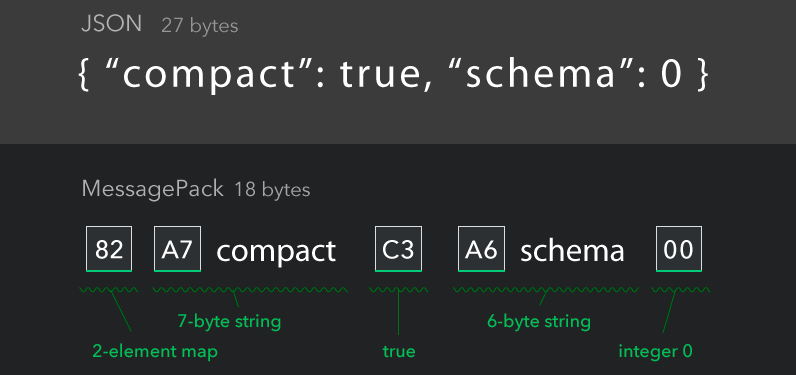 JSON 27 bytes
{ “compact”: true, “schema”: 0 }
MessagePack 18 bytes
82 A7 compact C3 A6 schema 00
7-byte string 6-byte string
2-element map true integer 0